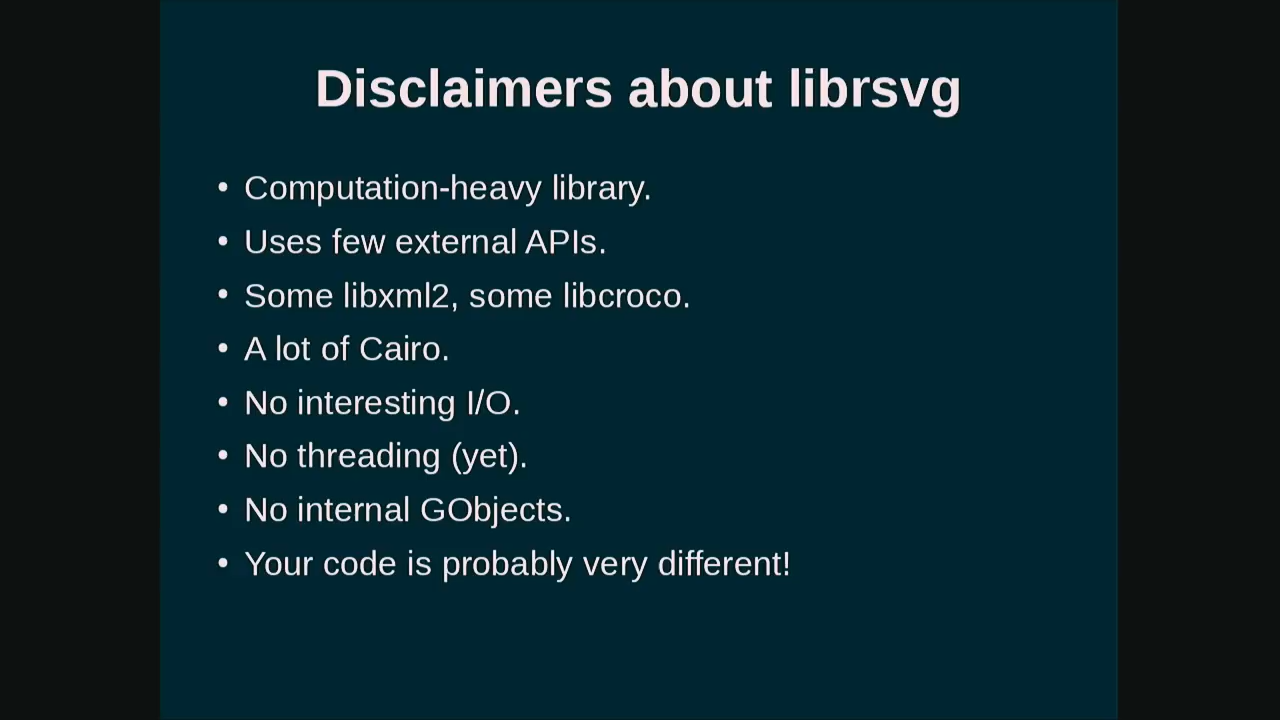 Disclaimers about librsvg
• Computation-heavy library.
• Uses few external APIs.
• Some libxml2, some libcroco.
• A lot of Cairo.
• No interesting I/O.
• No threading (yet).
• No internal GObjects.
• Your code is probably very different!